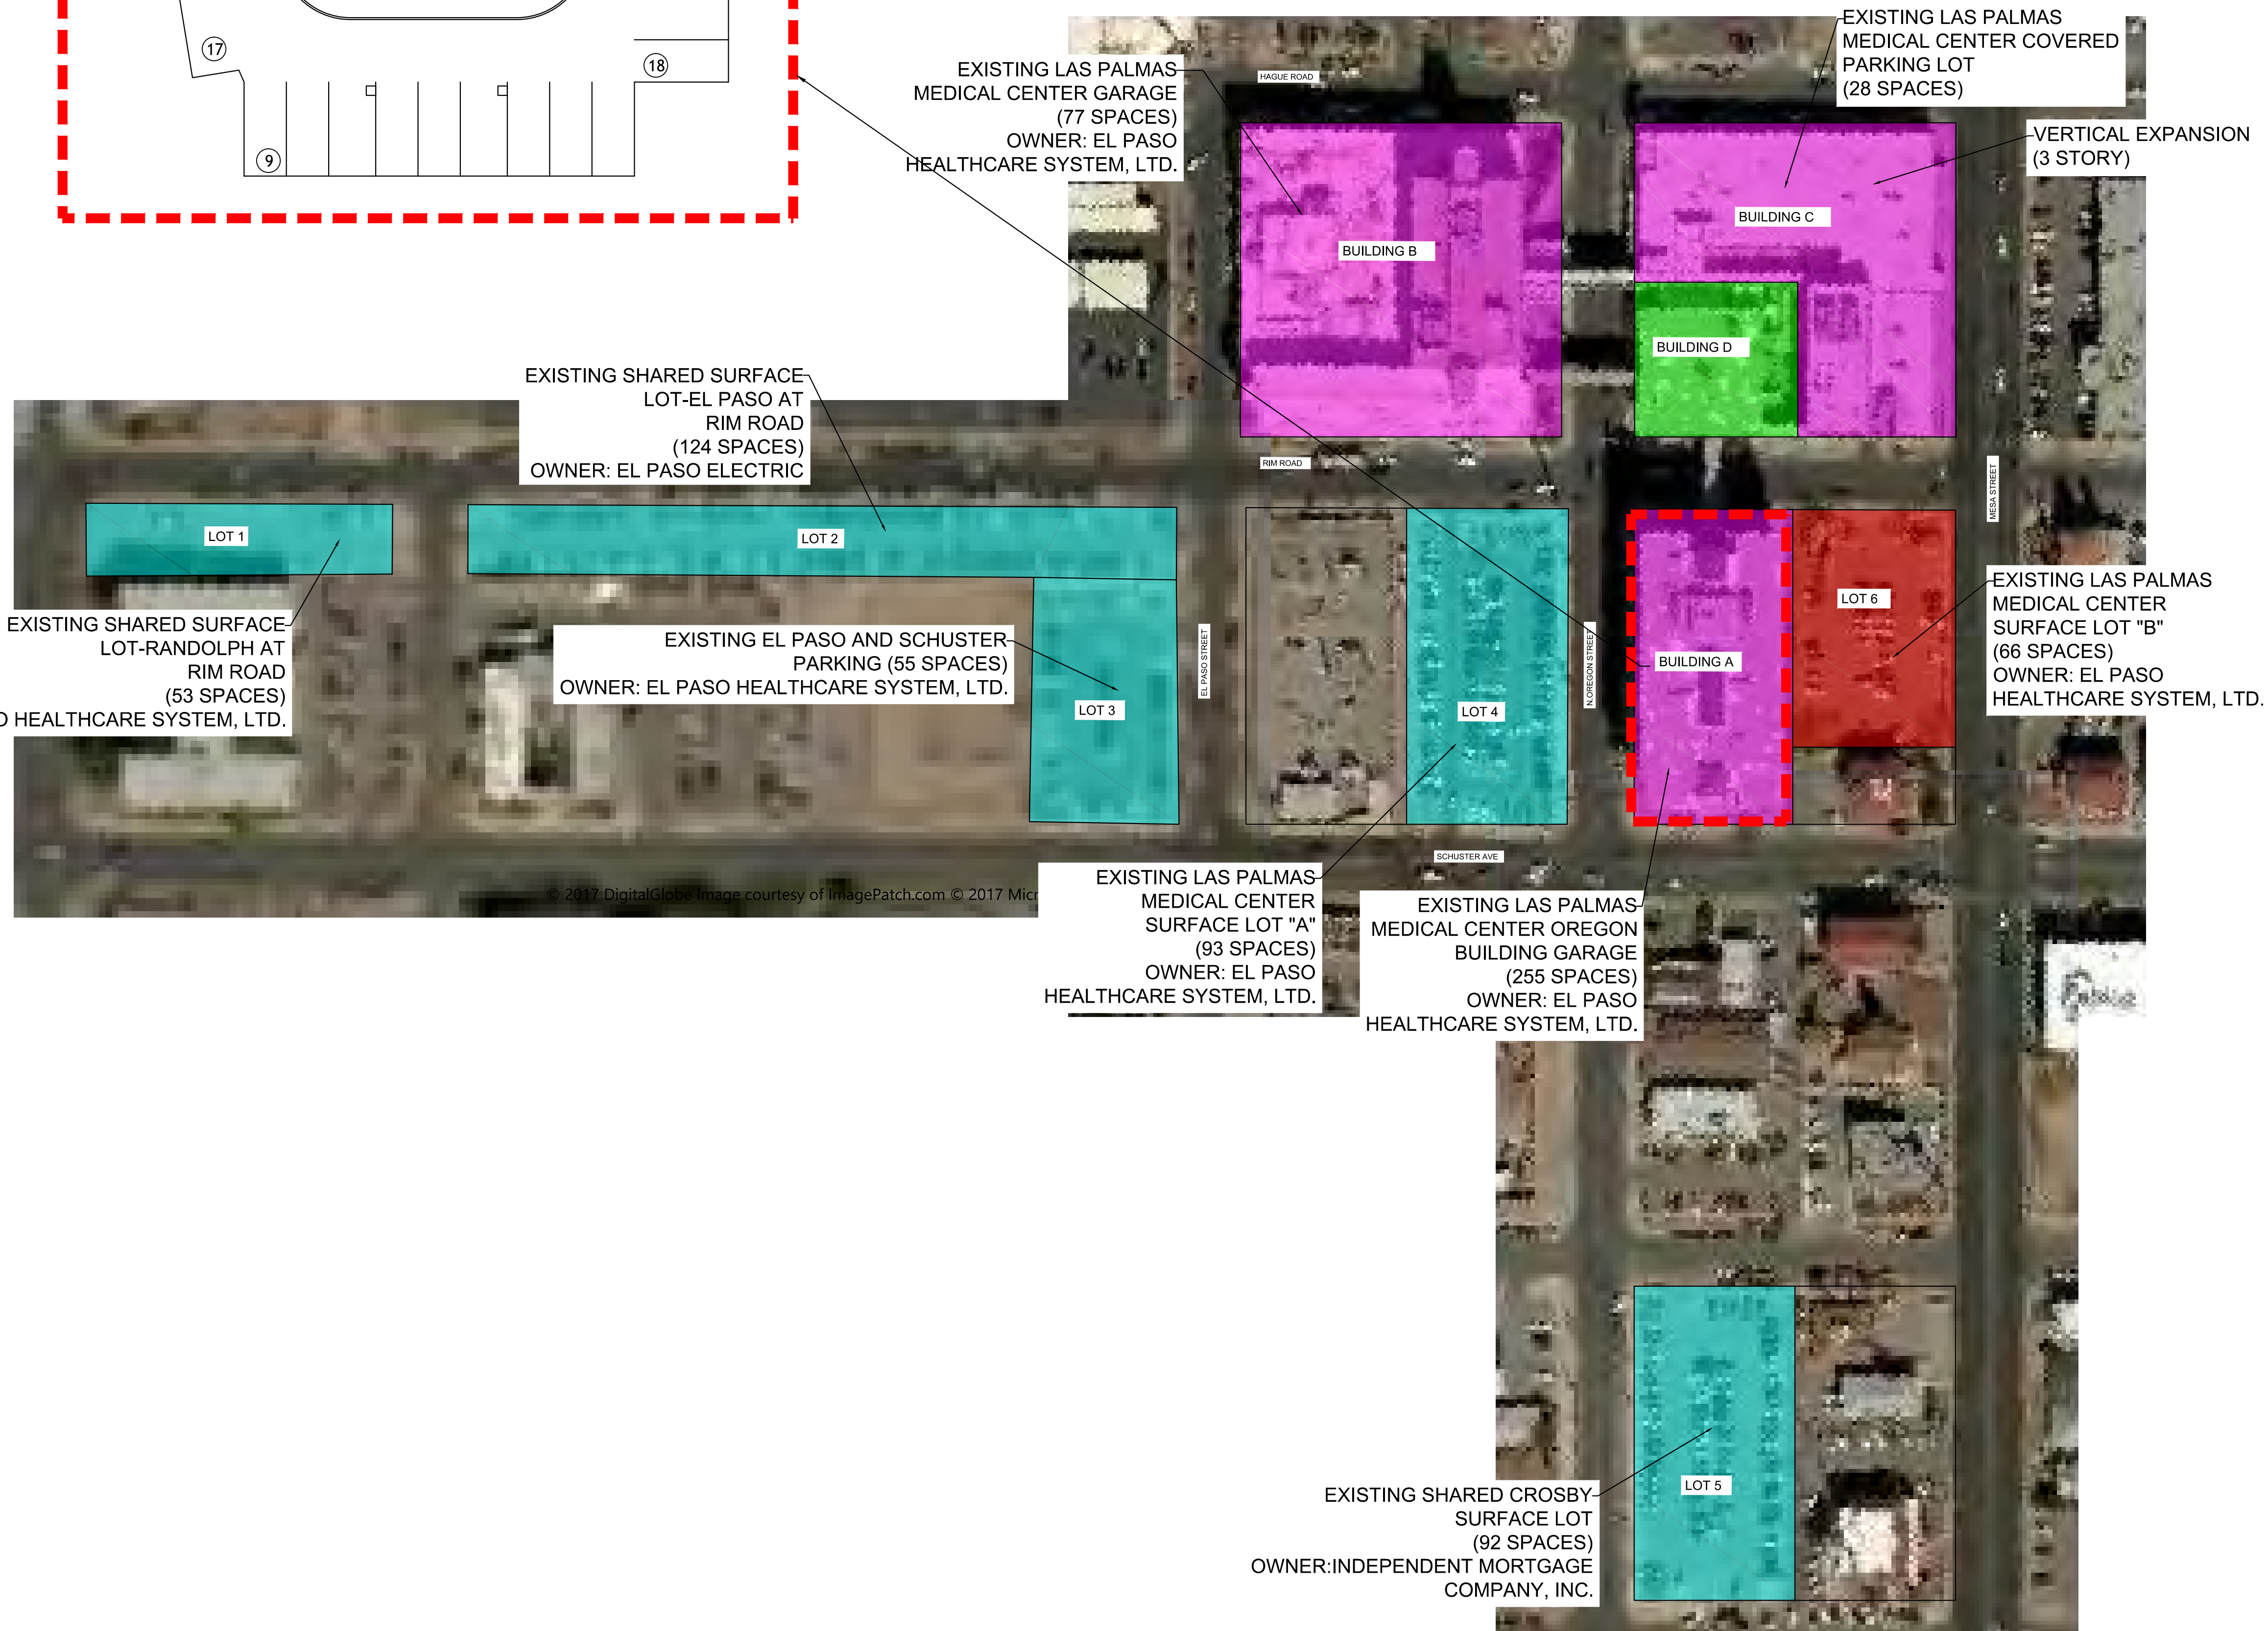 17
18
9
EXISTING LAS PALMAS
MEDICAL CENTER GARAGE
(77 SPACES)
OWNER: EL PASO
HEALTHCARE SYSTEM, LTD.
HAGUE ROAD
EXISTING LAS PALMAS
MEDICAL CENTER COVERED
PARKING LOT
(28 SPACES)
VERTICAL EXPANSION
(3 STORY)
BUILDING B
BUILDING C
BUILDING D
EXISTING SHARED SURFACE
LOT-EL PASO AT
RIM ROAD
(124 SPACES)
OWNER: EL PASO ELECTRIC
RIM ROAD
MESA STREET
LOT 1
LOT 2
EXISTING SHARED SURFACE
LOT-RANDOLPH AT
RIM ROAD
(53 SPACES)
O HEALTHCARE SYSTEM, LTD.
EXISTING EL PASO AND SCHUSTER
PARKING (55 SPACES)
OWNER: EL PASO HEALTHCARE SYSTEM, LTD.
LOT 3
EL PASO STREET
LOT 4
N.OREGON STREET
BUILDING A
LOT 6
EXISTING LAS PALMAS
MEDICAL CENTER
SURFACE LOT "B"
(66 SPACES)
OWNER: EL PASO
HEALTHCARE SYSTEM, LTD.
SCHUSTER AVE
© 2017 DigitalGlobe Image courtesy of ImagePatch.com © 2017 Micr
EXISTING LAS PALMAS
MEDICAL CENTER
SURFACE LOT "A"
(93 SPACES)
OWNER: EL PASO
HEALTHCARE SYSTEM, LTD.
EXISTING LAS PALMAS
MEDICAL CENTER OREGON
BUILDING GARAGE
(255 SPACES)
OWNER: EL PASO
HEALTHCARE SYSTEM, LTD.
EXISTING SHARED CROSBY
SURFACE LOT
(92 SPACES)
OWNER:INDEPENDENT MORTGAGE
COMPANY, INC.
LOT 5